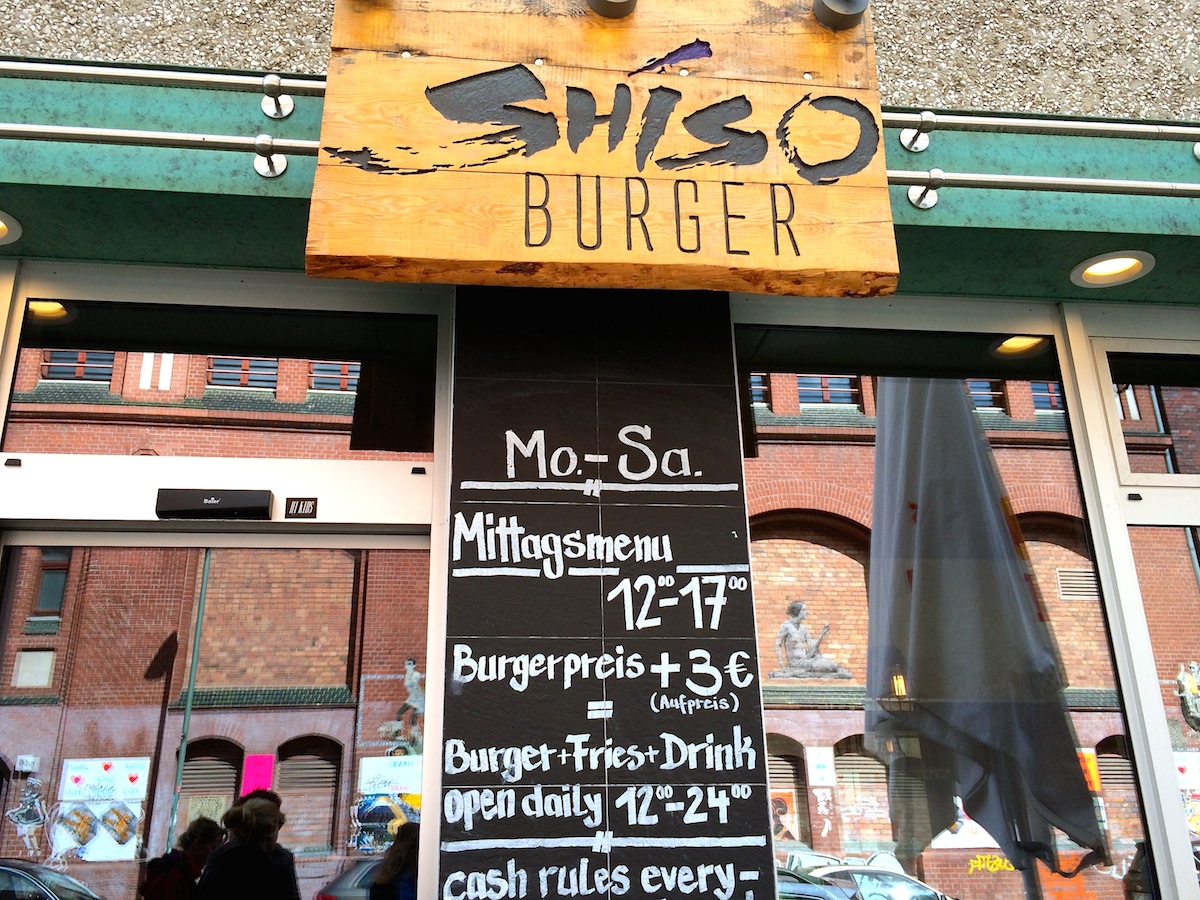 SHISO
BURGER
Mo.-Sa.
Mittagsmenu
12⁰⁰-17⁰⁰
Burgerpreis +3€
(Aufpreis)
=
Burger+Fries+Drink
open daily 12⁰⁰-24⁰⁰
cash rules every-